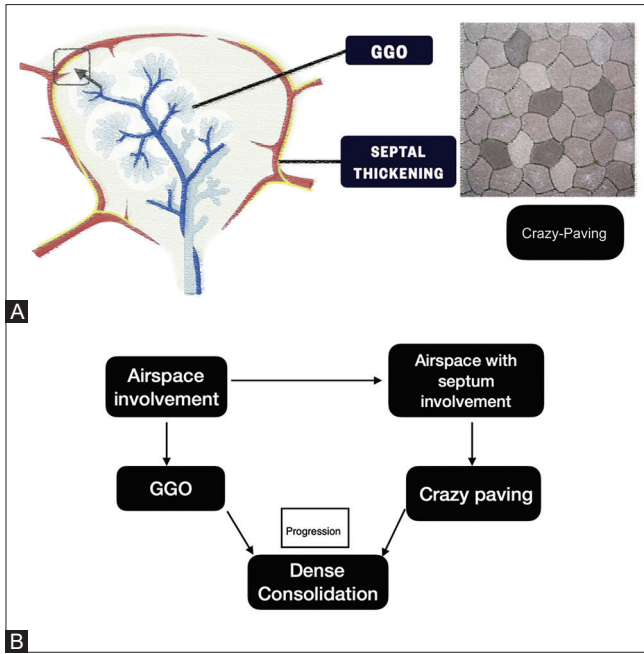 GGO
SEPTAL
THICKENING
Crazy-Paving
A
Airspace
involvement
Airspace with
septum
involvement
GGO
Crazy paving
Progression
Dense
Consolidation
B